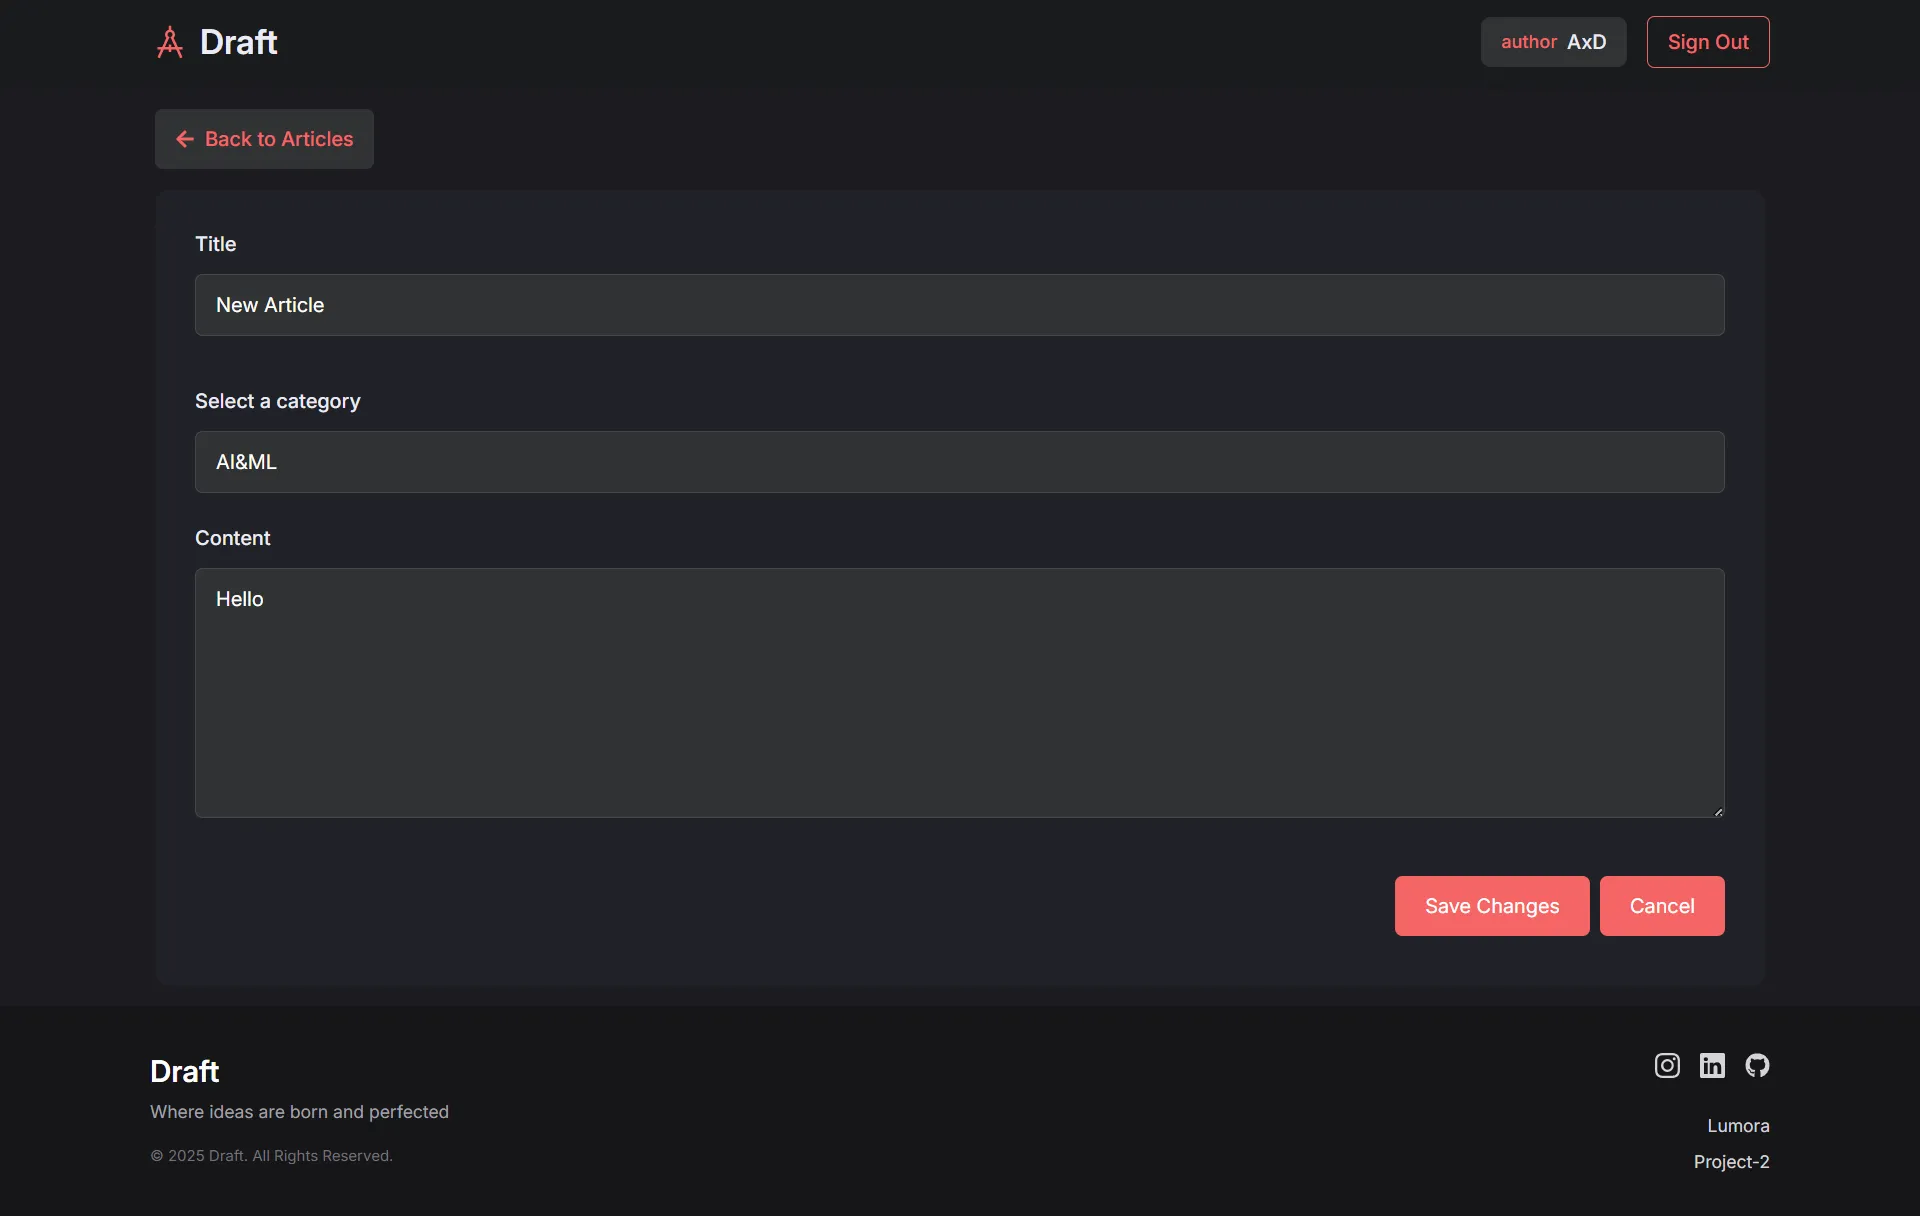 Draft
author AxD
Sign Out
Back to Articles
Title
New Article
Select a category
AI&ML
Content
Hello
Save Changes
Cancel
Draft
Where ideas are born and perfected
© 2025 Draft. All Rights Reserved.
Lumora
Project-2